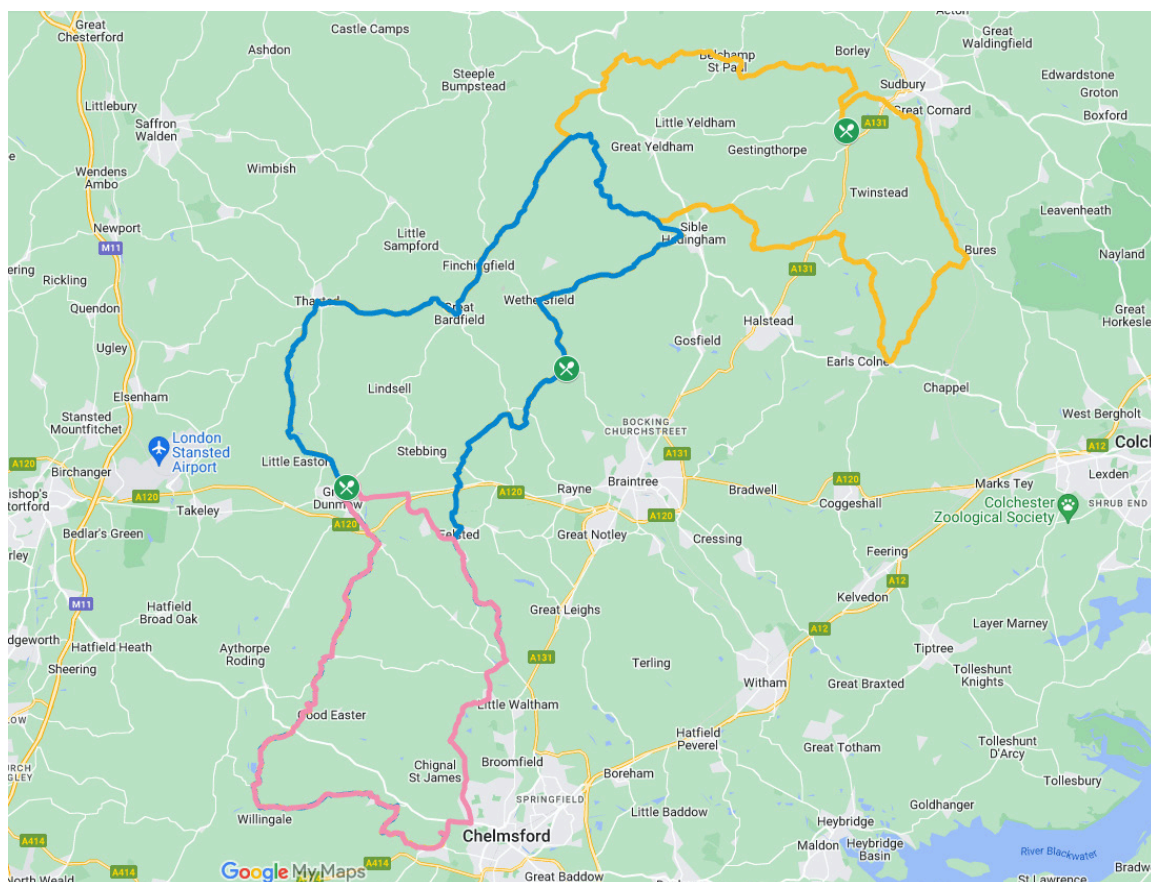 Great
Chesterford
Ashdon
Castle Camps
Acton
Great
Waldingfield
Borley
Belchamp
St Paul
Steeple
Bumpstead
Edwardstone
Groton
Boxford
Sudbury
Great Cornard
Littlebury
Saffron
Walden
Little Yeldham
A131
Great Yeldham
Gestingthorpe
Wendens
Ambo
Wimbish
Twinstead
Leavenheath
Newport
Little
Sampford
Sible
Hedingham
M11
Bures
Nayland
Finchingfield
A131
Rickling
Quendon
Thaxted
Wethersfield
Great
Bardfield
Great
Horkesley
Halstead
Ugley
Gosfield
Earls Colne
Elsenham
Lindsell
Chappel
Stansted
Mountfitchet
West Bergholt
BOCKING
CHURCHSTREET
London
Stansted
Airport
Stebbing
A12
Little Easton
A131
A120
Birchanger
Lexden
A120
Marks Tey
Braintree
Rayne
A120
Bradwell
A120
Great
Dunmow
Coggeshall
Colchester
Zoological Society
SHRUB END
Takeley
A120
Bedlar's Green
Felsted
Great Notley
Cressing
Feering
A12
M11
Kelvedon
Hatfield
Broad Oak
Great Leighs
Layer Marney
Hatfield Heath
Aythorpe
Roding
A12
Tiptree
Sheering
A131
Terling
Tolleshunt
Knights
Witham
Great Braxted
Little Waltham
Good Easter
Hatfield
Peverel
Great Totham
Tolleshunt
D'Arcy
Chignal
St James
Broomfield
Boreham
Tollesbury
SPRINGFIELD
Goldhanger
Willingale
Little Baddow
Heybridge
Chelmsford
Maldon
Heybridge
Basin
A414
A414
River Blackwater
Google My Maps
North Weald
A414
Great Baddow
St Lawrence